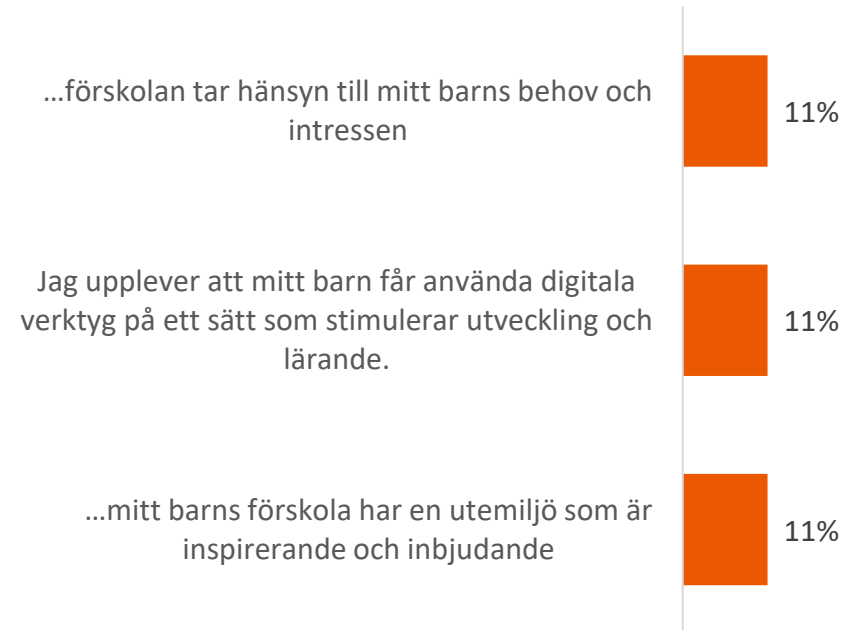 …förskolan tar hänsyn till mitt barns behov och
intressen
11%
Jag upplever att mitt barn får använda digitala
verktyg på ett sätt som stimulerar utveckling och
lärande.
11%
…mitt barns förskola har en utemiljö som är
inspirerande och inbjudande
11%